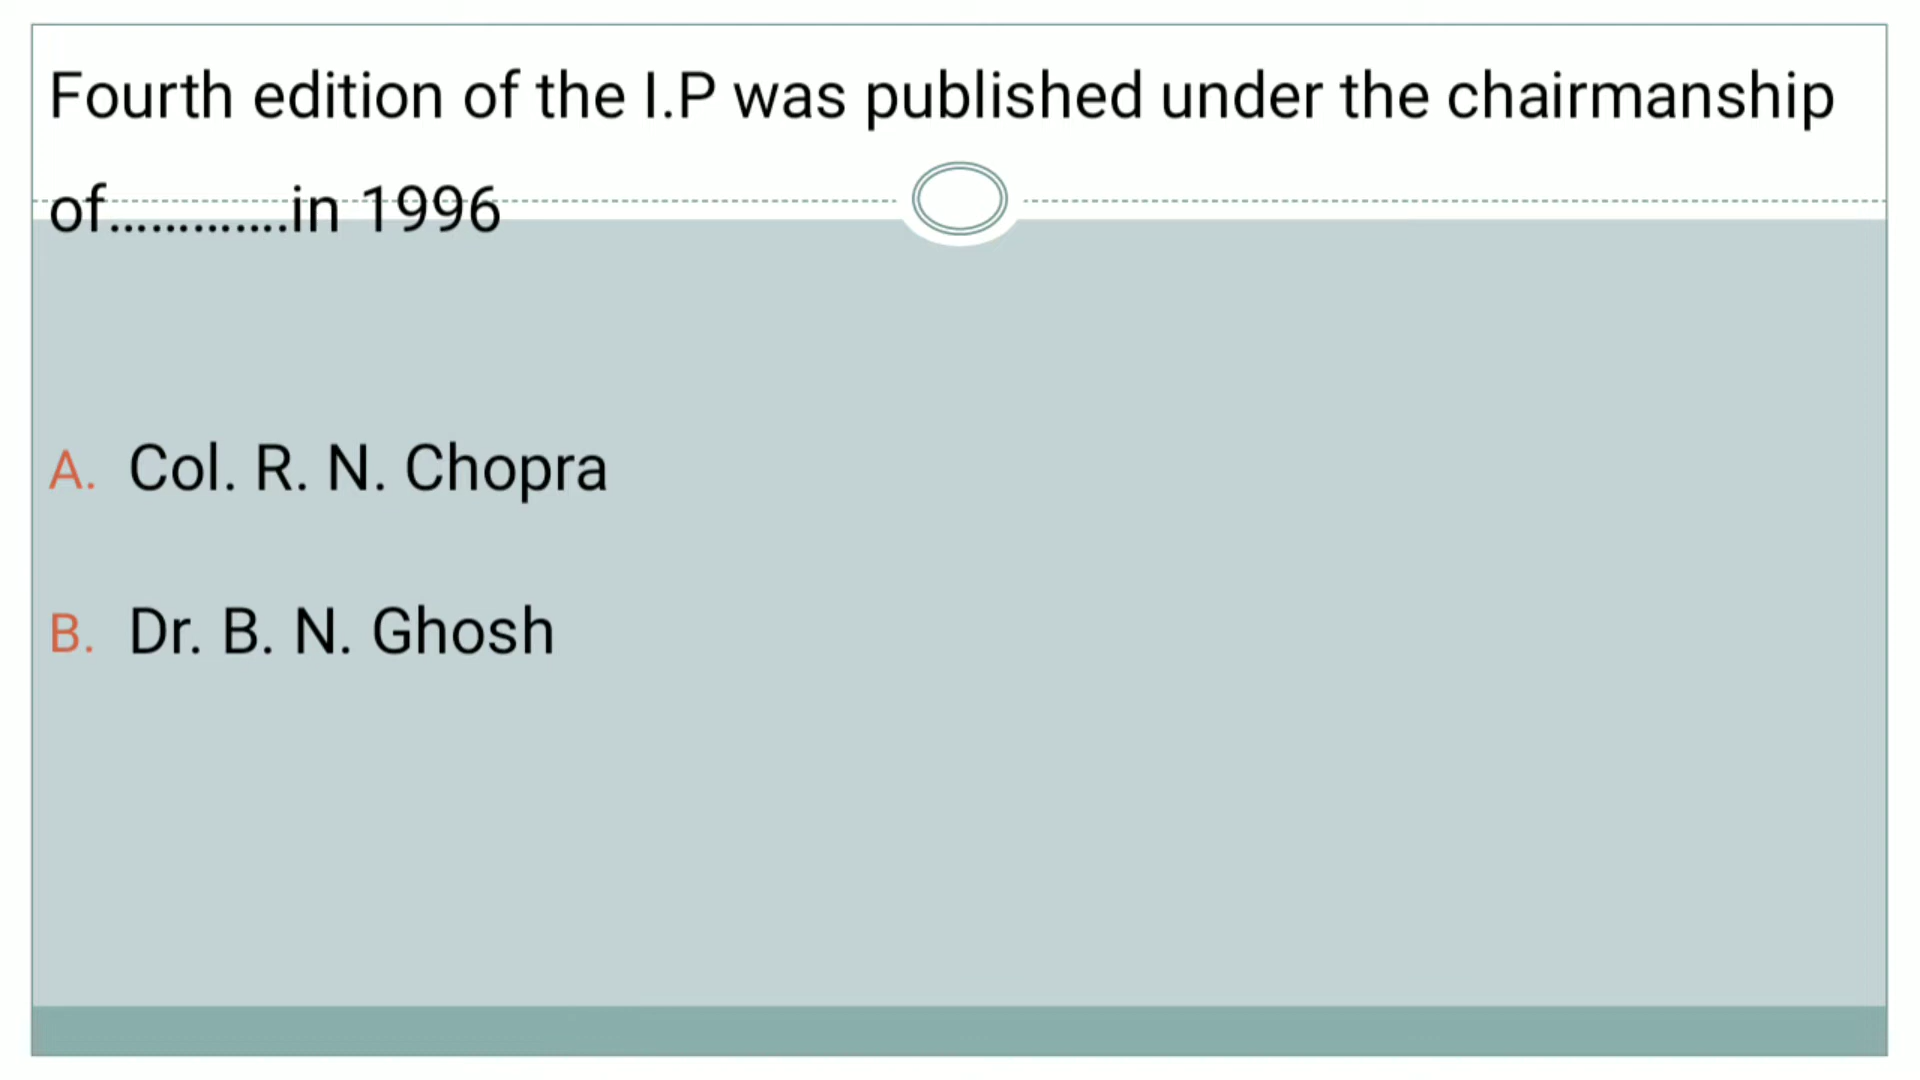 Fourth edition of the I.P was published under the chairmanship
of.............in 1996
A. Col. R. N. Chopra
B. Dr. B. N. Ghosh